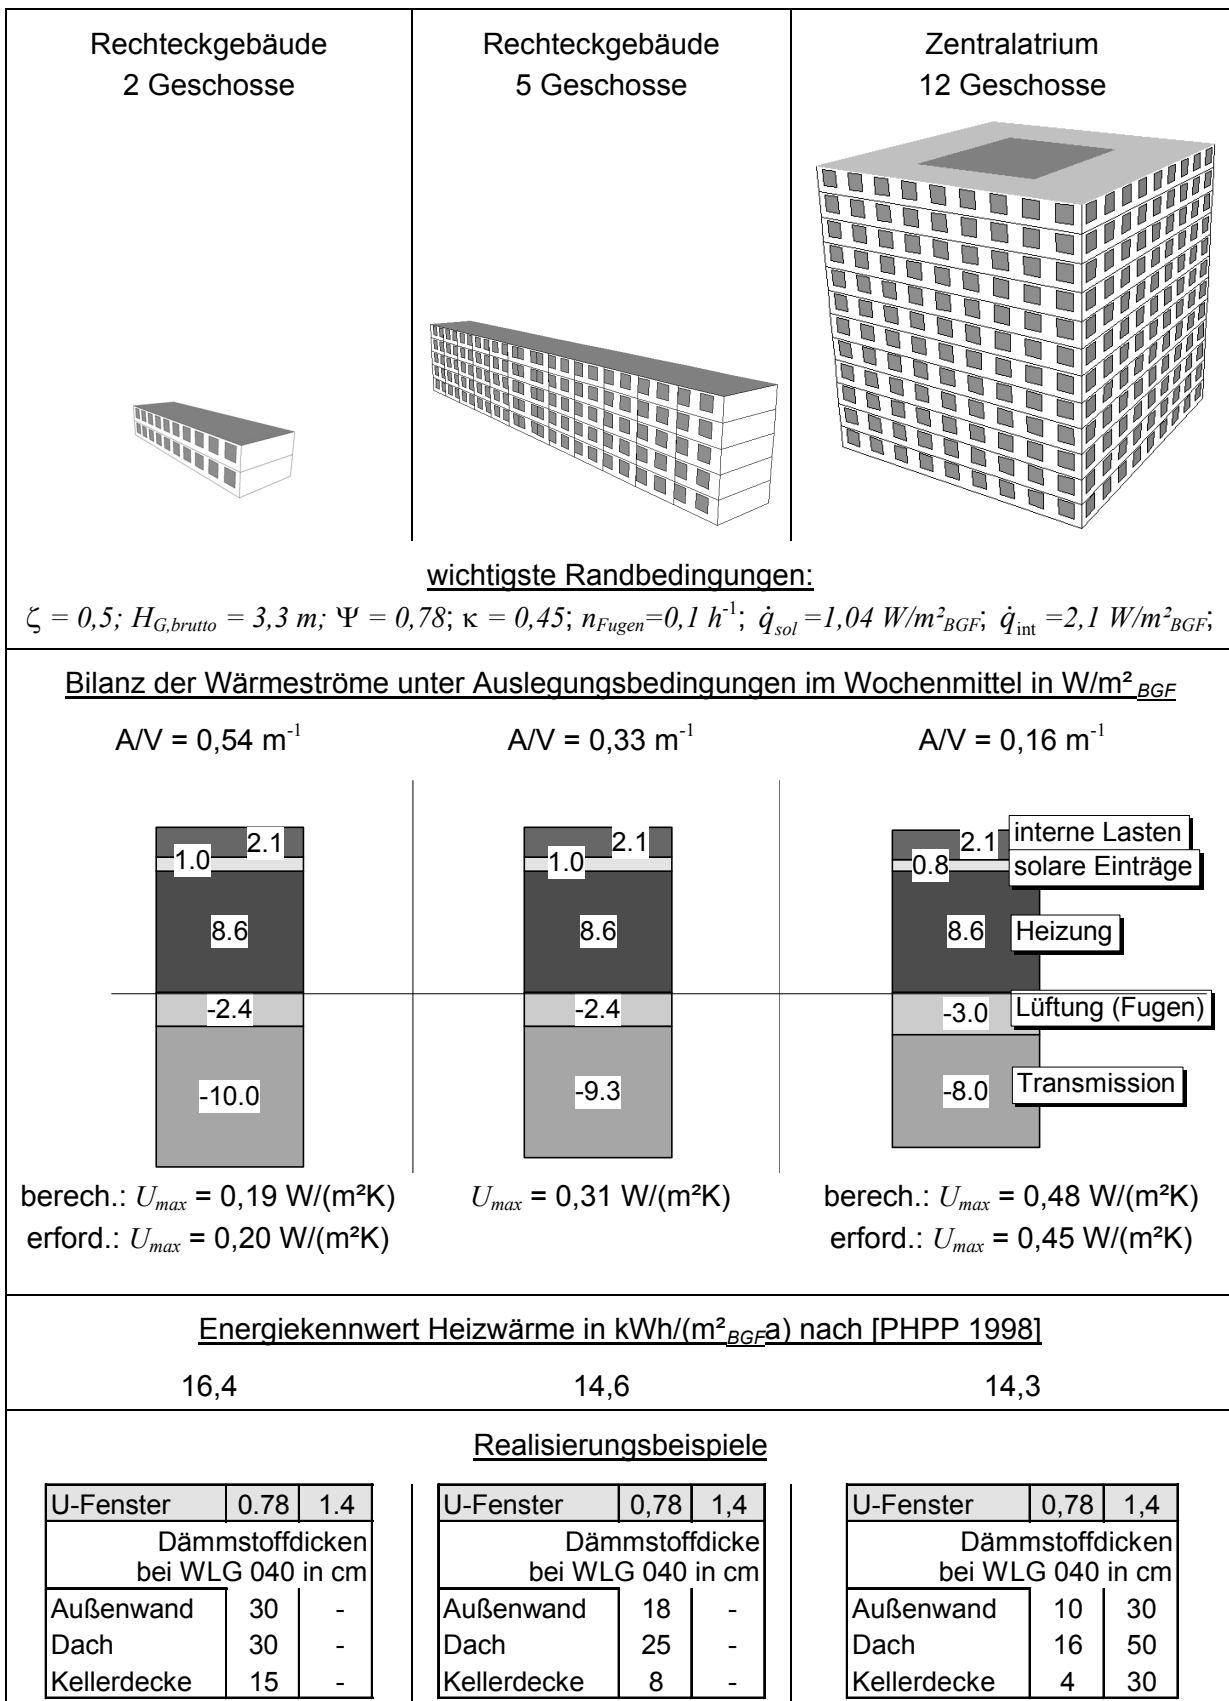 Rechteckgebäude
2 Geschosse
Rechteckgebäude
5 Geschosse
Zentralatrium
12 Geschosse
wichtigste Randbedingungen:
ζ = 0,5; H_G,brutto = 3,3 m; Ψ = 0,78; κ = 0,45; n_Fugen=0,1 h⁻¹; q̇_sol =1,04 W/m²_BGF; q̇_int =2,1 W/m²_BGF;
Bilanz der Wärmeströme unter Auslegungsbedingungen im Wochenmittel in W/m²_BGF
A/V = 0,54 m⁻¹
A/V = 0,33 m⁻¹
A/V = 0,16 m⁻¹
2.1
1.0
8.6
-2.4
-10.0
2.1
1.0
8.6
-2.4
-9.3
2.1 interne Lasten
0.8 solare Einträge
8.6 Heizung
-3.0 Lüftung (Fugen)
-8.0 Transmission
berech.: U_max = 0,19 W/(m²K)
erford.: U_max = 0,20 W/(m²K)
U_max = 0,31 W/(m²K)
berech.: U_max = 0,48 W/(m²K)
erford.: U_max = 0,45 W/(m²K)
Energiekennwert Heizwärme in kWh/(m²_BGFa) nach [PHPP 1998]
16,4 14,6 14,3
Realisierungsbeispiele
U-Fenster 0.78 1.4
Dämmstoffdicken
bei WLG 040 in cm
Außenwand 30 -
Dach 30 -
Kellerdecke 15 -
U-Fenster 0,78 1,4
Dämmstoffdicke
bei WLG 040 in cm
Außenwand 18 -
Dach 25 -
Kellerdecke 8 -
U-Fenster 0,78 1,4
Dämmstoffdicken
bei WLG 040 in cm
Außenwand 10 30
Dach 16 50
Kellerdecke 4 30